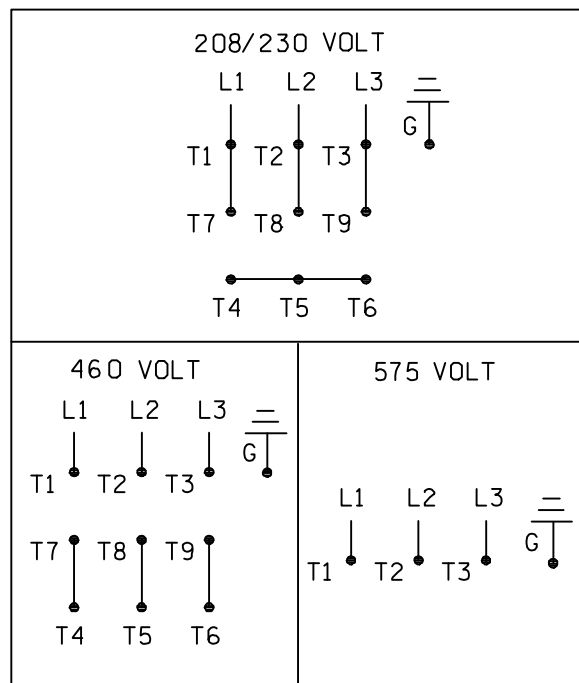 208/230 VOLT
L1 L2 L3
G
T1 T2 T3
T7 T8 T9
T4 T5 T6
460 VOLT
L1 L2 L3
G
T1 T2 T3
T7 T8 T9
T4 T5 T6
575 VOLT
L1 L2 L3
G
T1 T2 T3